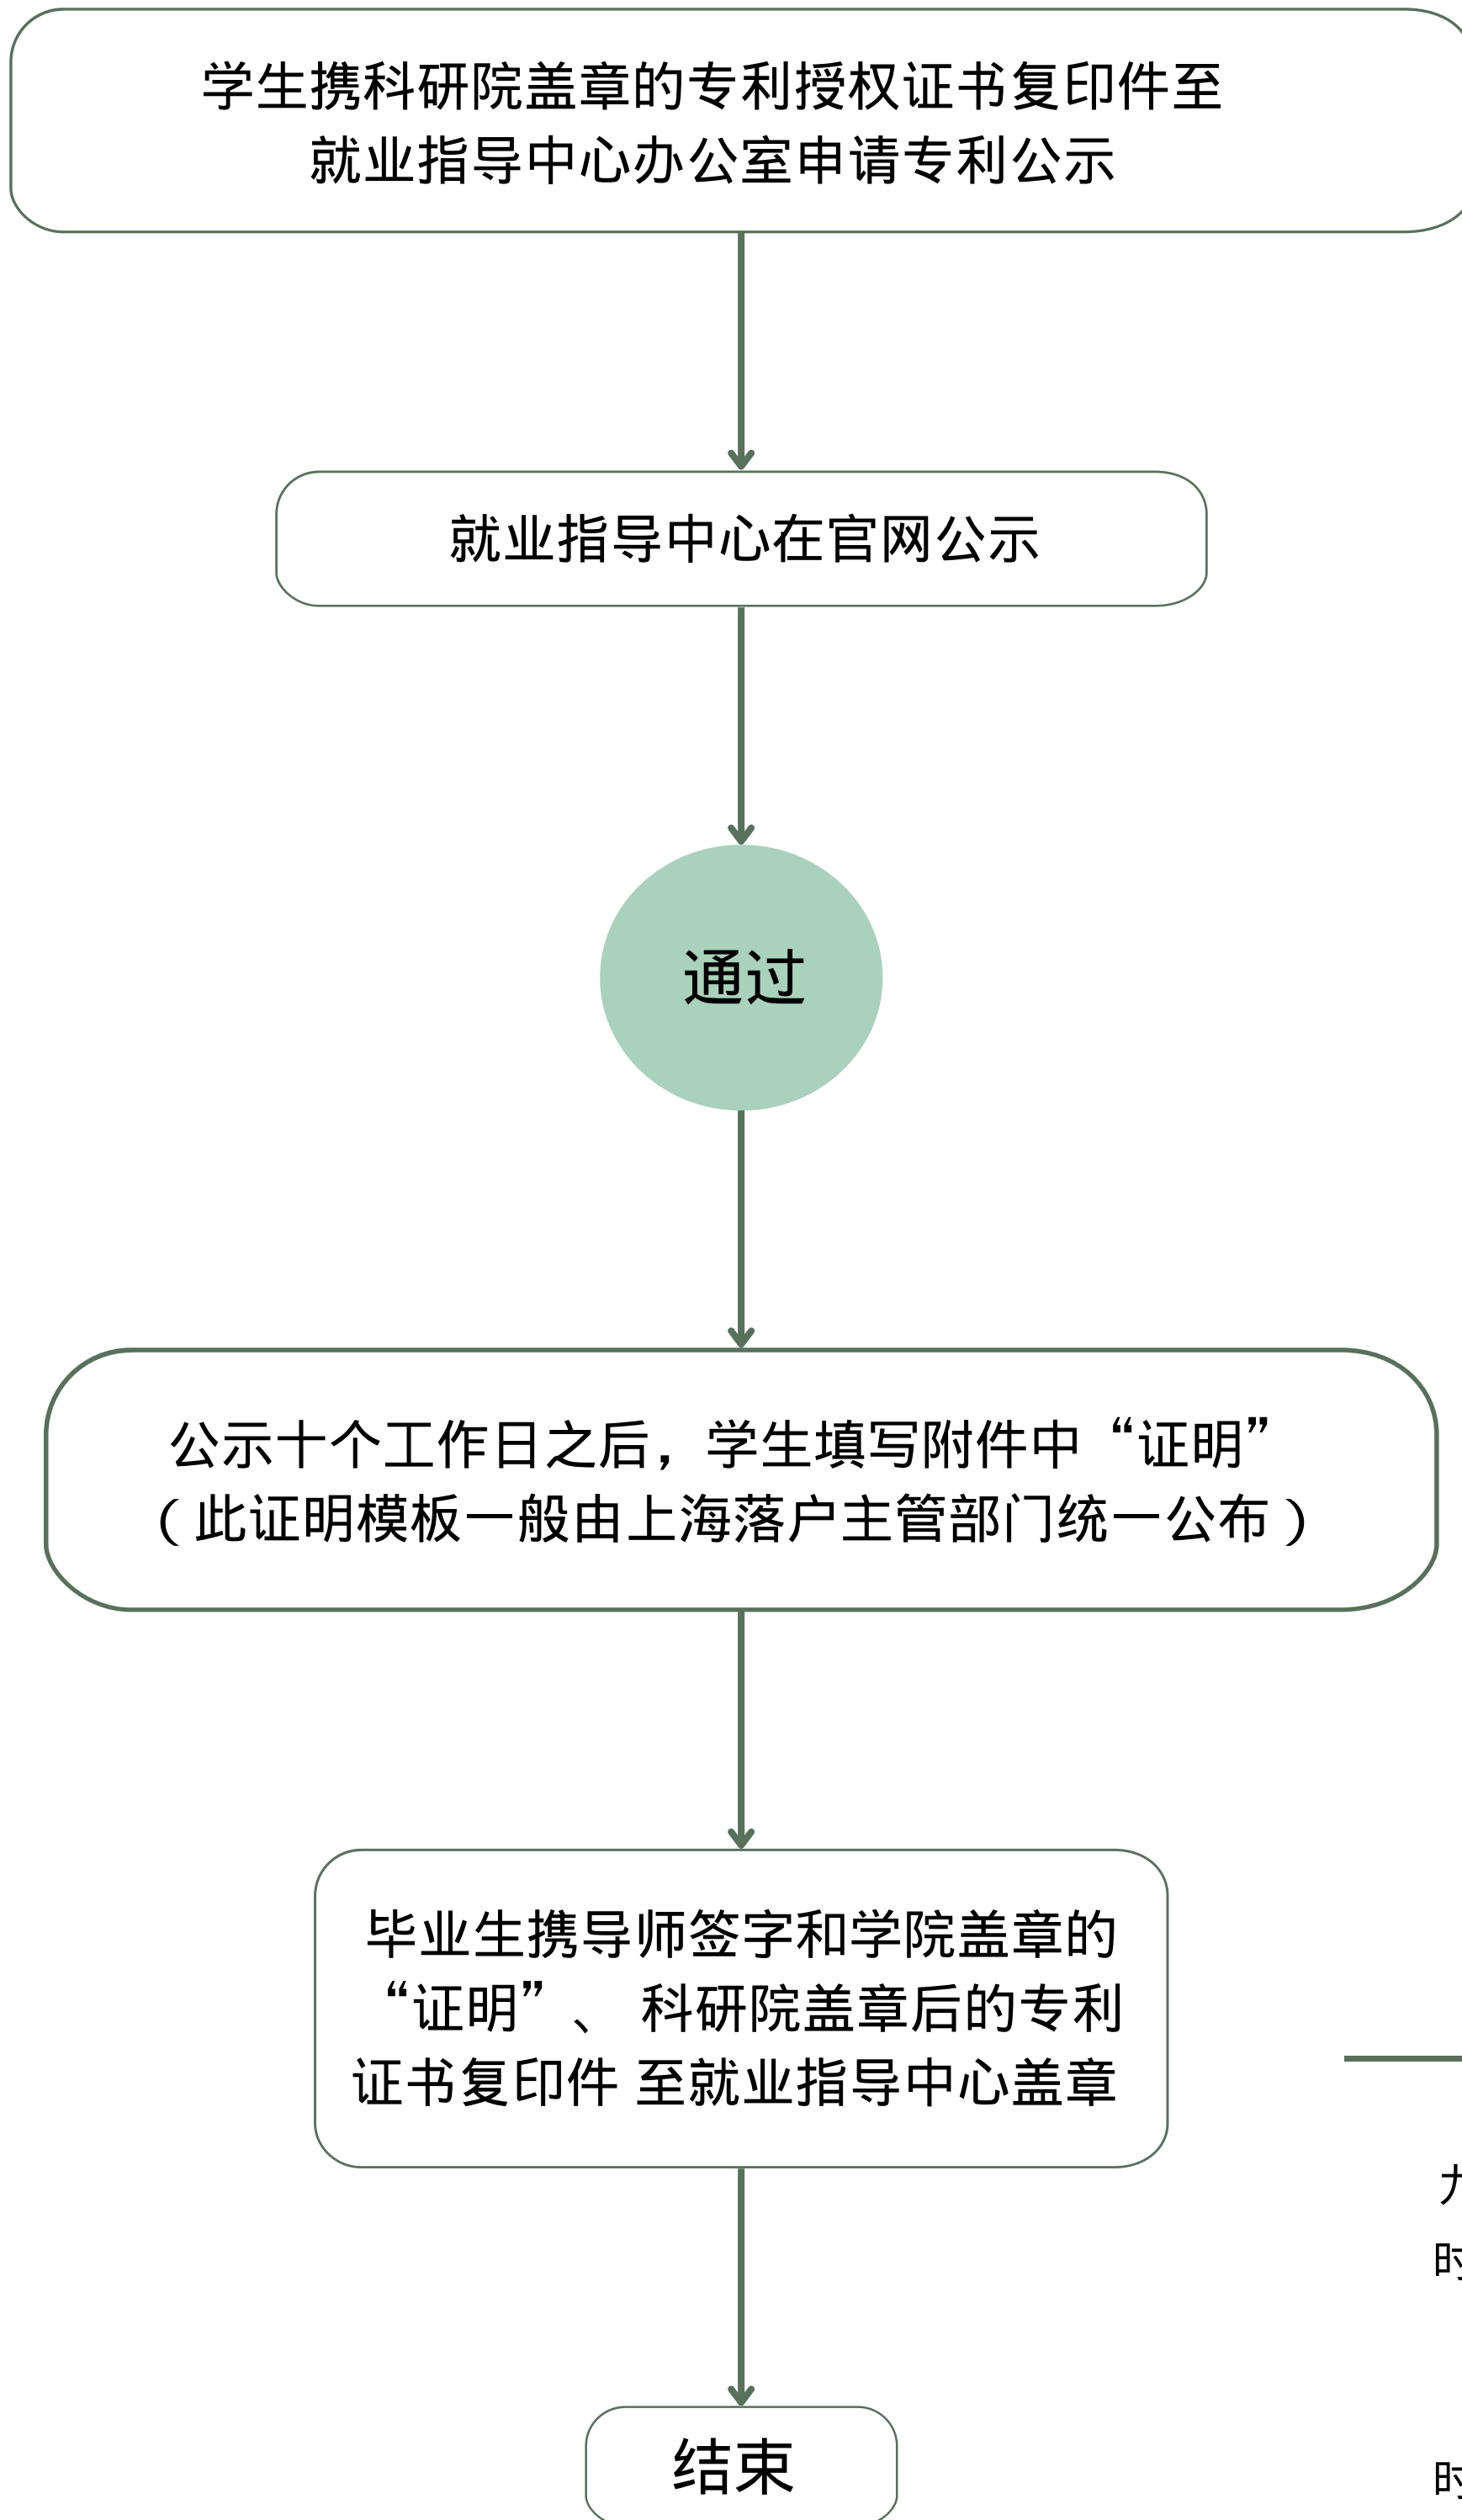 学生携科研院盖章的专利授权证书复印件至
就业指导中心办公室申请专利公示
就业指导中心在官网公示
通过
公示十个工作日之后，学生填写附件中“证明”
（此证明模板一般由上海落户主管部门统一公布）
毕业生携导师签字和学院盖章的
“证明”、 科研院盖章后的专利
证书复印件 至就业指导中心盖章
结束